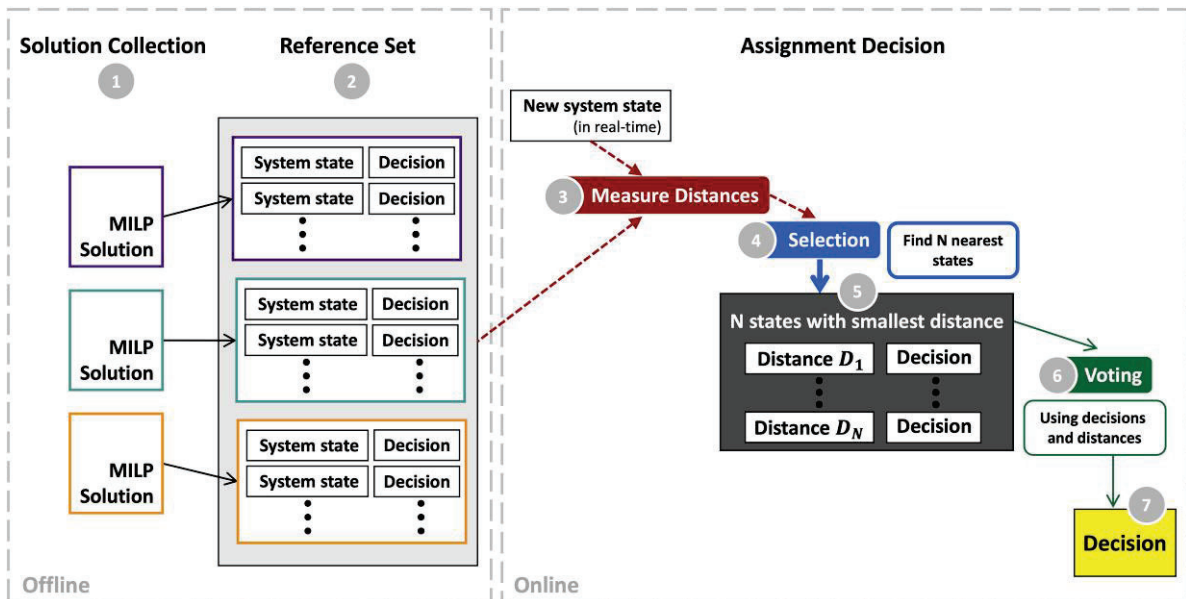 Solution Collection
1
Reference Set
2
MILP
Solution
MILP
Solution
MILP
Solution
System state Decision
System state Decision
System state Decision
System state Decision
System state Decision
System state Decision
Offline
Assignment Decision
New system state
(in real-time)
3 Measure Distances
4 Selection
Find N nearest
states
5
N states with smallest distance
Distance D₁ Decision
Distance D_N Decision
6 Voting
Using decisions
and distances
7
Decision
Online